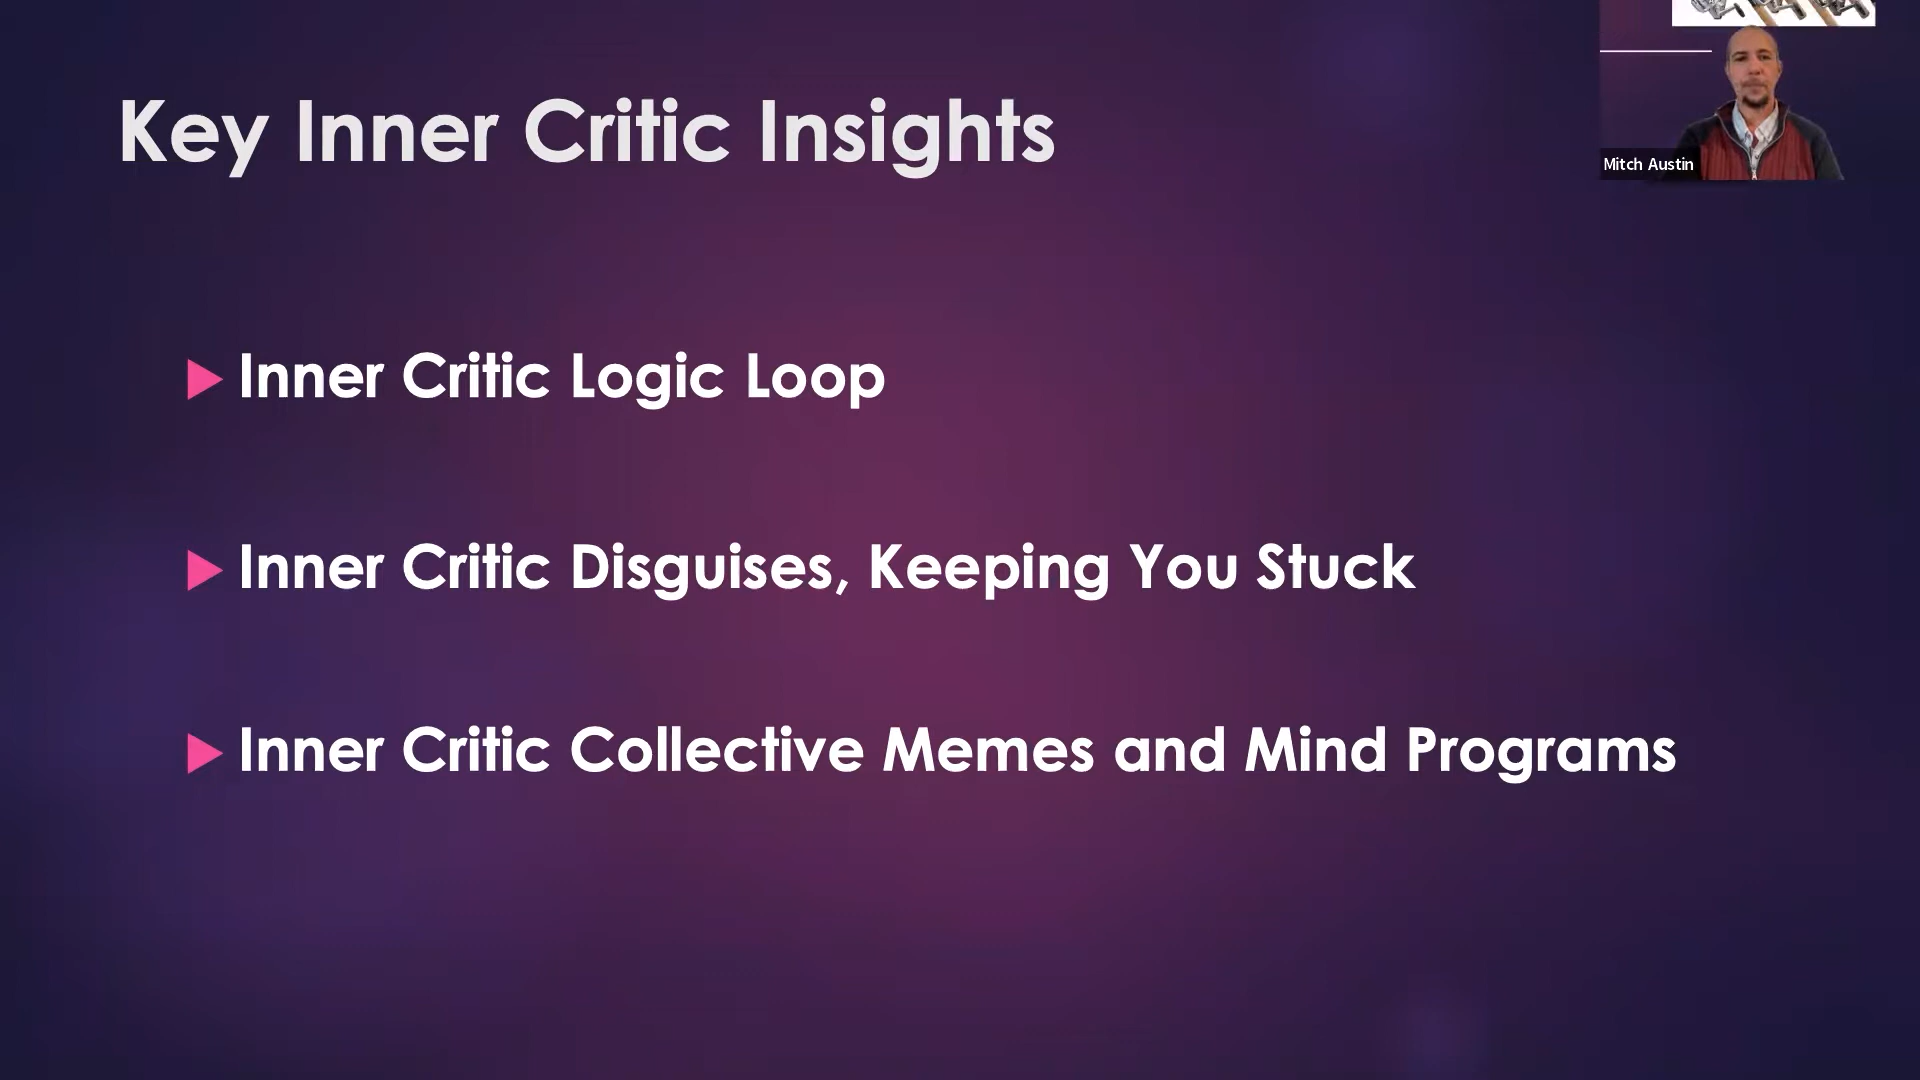 Key Inner Critic Insights
Mitch Austin
Inner Critic Logic Loop
Inner Critic Disguises, Keeping You Stuck
Inner Critic Collective Memes and Mind Programs